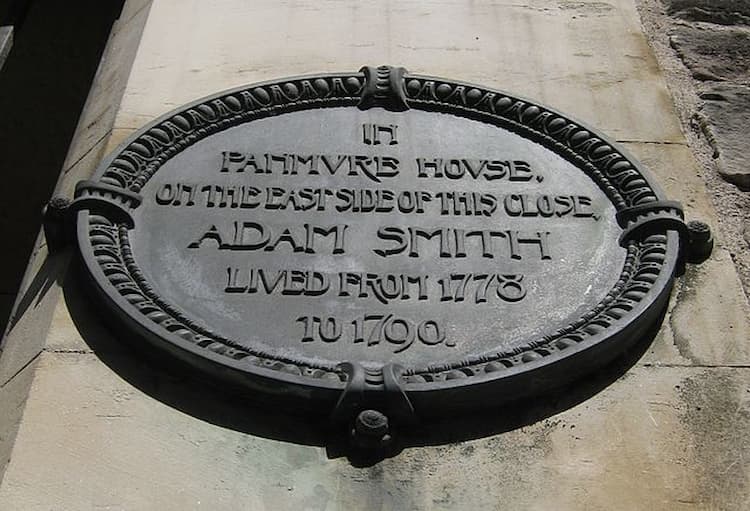 IN
PANMVRE HOVSE,
ON THE EAST SIDE OF THIS CLOSE,
ADAM SMITH
LIVED FROM 1778
TO 1790.